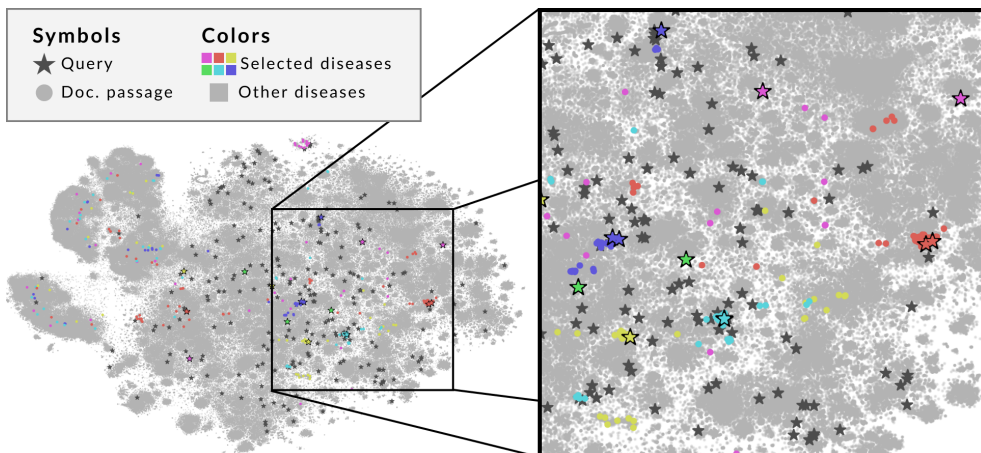 Symbols Colors
Query Selected diseases
Doc. passage Other diseases